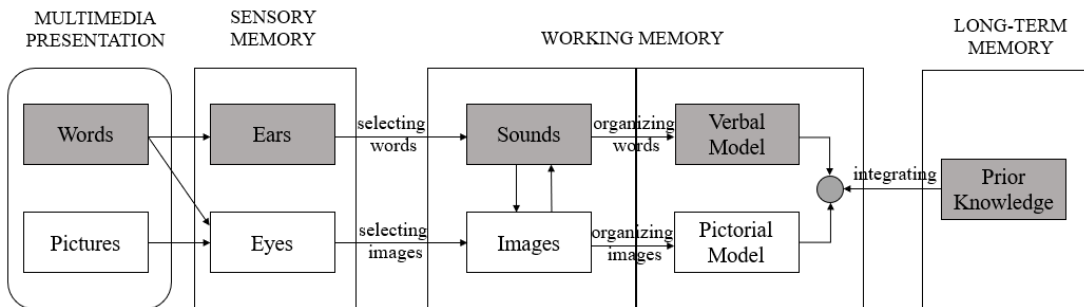 MULTIMEDIA
PRESENTATION
SENSORY
MEMORY
WORKING MEMORY
LONG-TERM
MEMORY
Words
Ears
selecting
words
Sounds
organizing
words
Verbal
Model
integrating
Prior
Knowledge
Pictures
Eyes
selecting
images
Images
organizing
images
Pictorial
Model